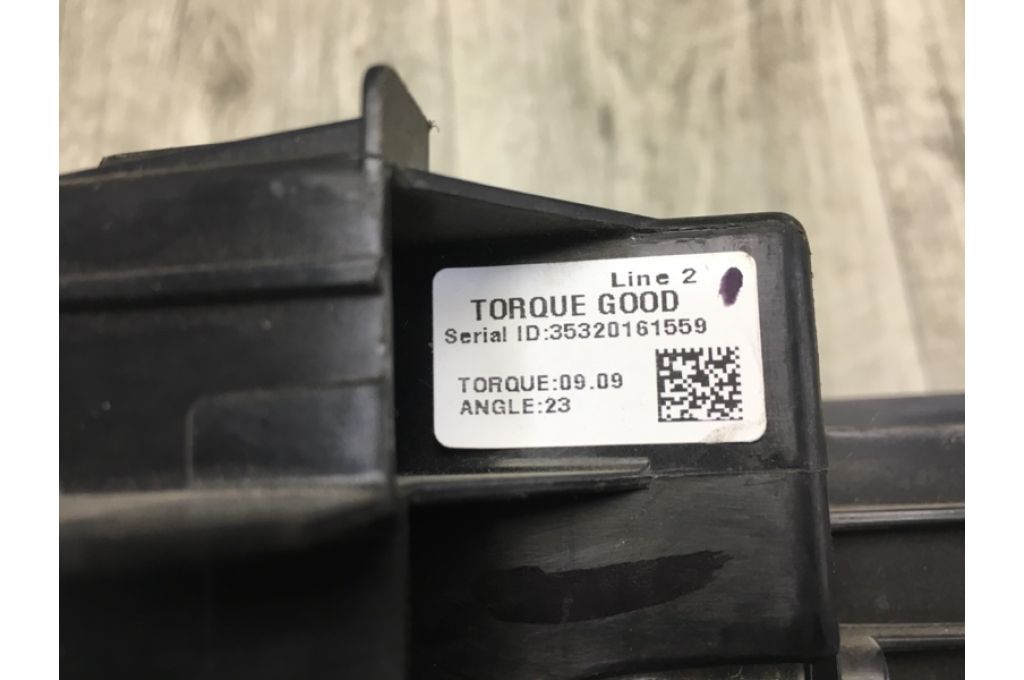 Line 2
TORQUE GOOD
Serial ID:35320161559
TORQUE:09.09
ANGLE:23